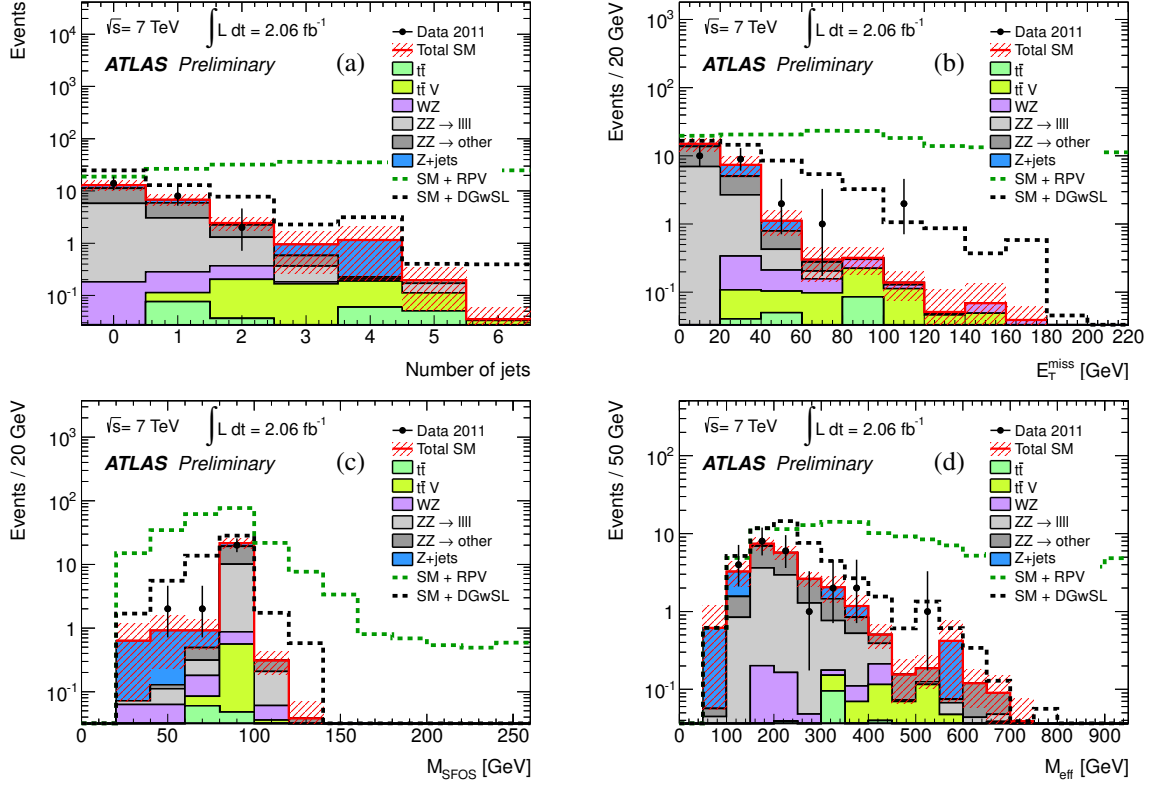 √s= 7 TeV ∫ L dt = 2.06 fb⁻¹
ATLAS Preliminary (a)
Data 2011
Total SM
tt̄
tt̄ V
WZ
ZZ → llll
ZZ → other
Z+jets
SM + RPV
SM + DGwSL
Events
10³
10²
10
1
10⁻¹
0 1 2 3 4 5 6
Number of jets
√s= 7 TeV ∫ L dt = 2.06 fb⁻¹
ATLAS Preliminary (b)
Data 2011
Total SM
tt̄
tt̄ V
WZ
ZZ → llll
ZZ → other
Z+jets
SM + RPV
SM + DGwSL
Events / 20 GeV
10³
10²
10
1
10⁻¹
0 20 40 60 80 100 120 140 160 180 200 220
E_T^miss [GeV]
√s= 7 TeV ∫ L dt = 2.06 fb⁻¹
ATLAS Preliminary (c)
Data 2011
Total SM
tt̄
tt̄ V
WZ
ZZ → llll
ZZ → other
Z+jets
SM + RPV
SM + DGwSL
Events / 20 GeV
10³
10²
10
1
10⁻¹
0 50 100 150 200 250
M_SFOS [GeV]
√s= 7 TeV ∫ L dt = 2.06 fb⁻¹
ATLAS Preliminary (d)
Data 2011
Total SM
tt̄
tt̄ V
WZ
ZZ → llll
ZZ → other
Z+jets
SM + RPV
SM + DGwSL
Events / 50 GeV
10³
10²
10
1
10⁻¹
0 100 200 300 400 500 600 700 800 900
M_eff [GeV]